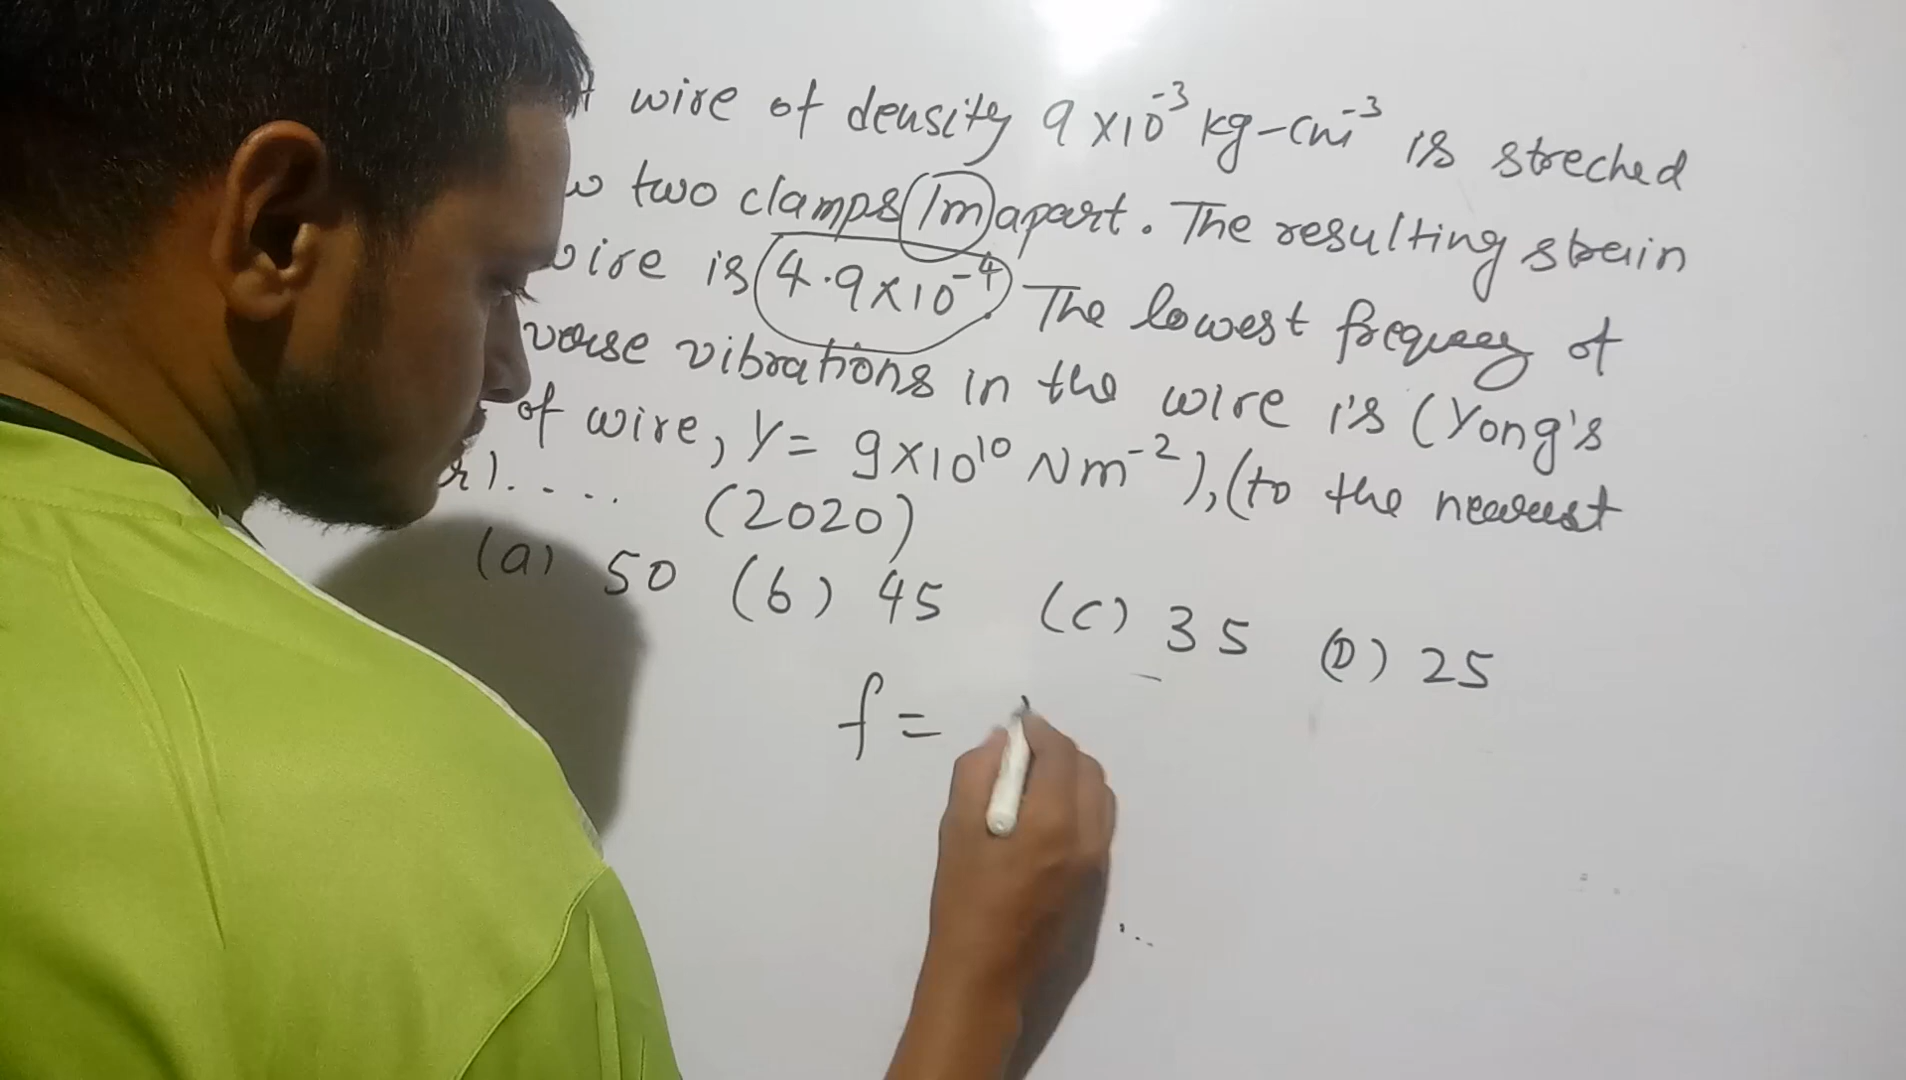 wire of density 9 x 10⁻³ kg-cm⁻³ is streched
two clamps 1m apart. The resulting strain
wire is 4.9 x 10⁻⁴. The lowest frequency of
verse vibrations in the wire is (Yong's
of wire, Y = 9 x 10¹⁰ Nm⁻²), (to the nearest
r) . . . . (2020)
(a) 50 (b) 45 (c) 35 (D) 25
f =